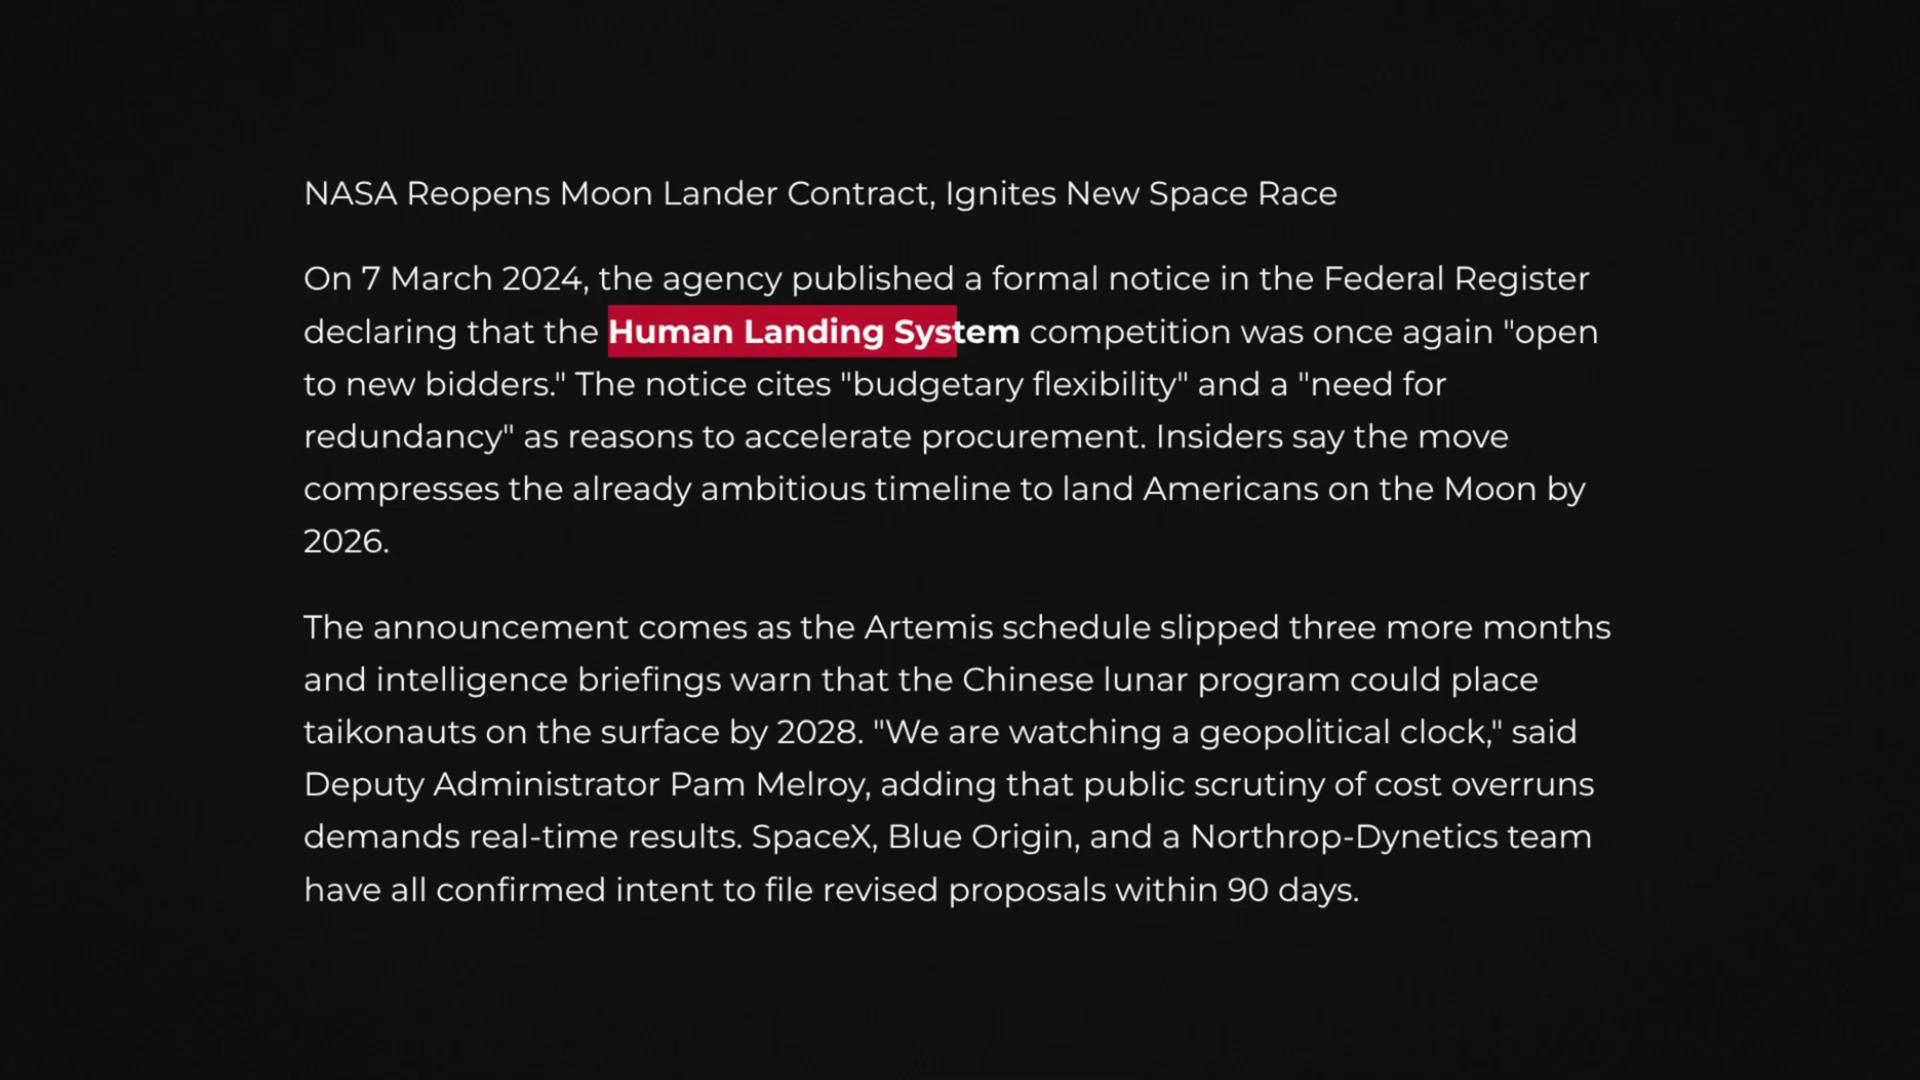 NASA Reopens Moon Lander Contract, Ignites New Space Race
On 7 March 2024, the agency published a formal notice in the Federal Register
declaring that the Human Landing System competition was once again "open
to new bidders." The notice cites "budgetary flexibility" and a "need for
redundancy" as reasons to accelerate procurement. Insiders say the move
compresses the already ambitious timeline to land Americans on the Moon by
2026.
The announcement comes as the Artemis schedule slipped three more months
and intelligence briefings warn that the Chinese lunar program could place
taikonauts on the surface by 2028. "We are watching a geopolitical clock," said
Deputy Administrator Pam Melroy, adding that public scrutiny of cost overruns
demands real-time results. SpaceX, Blue Origin, and a Northrop-Dynetics team
have all confirmed intent to file revised proposals within 90 days.